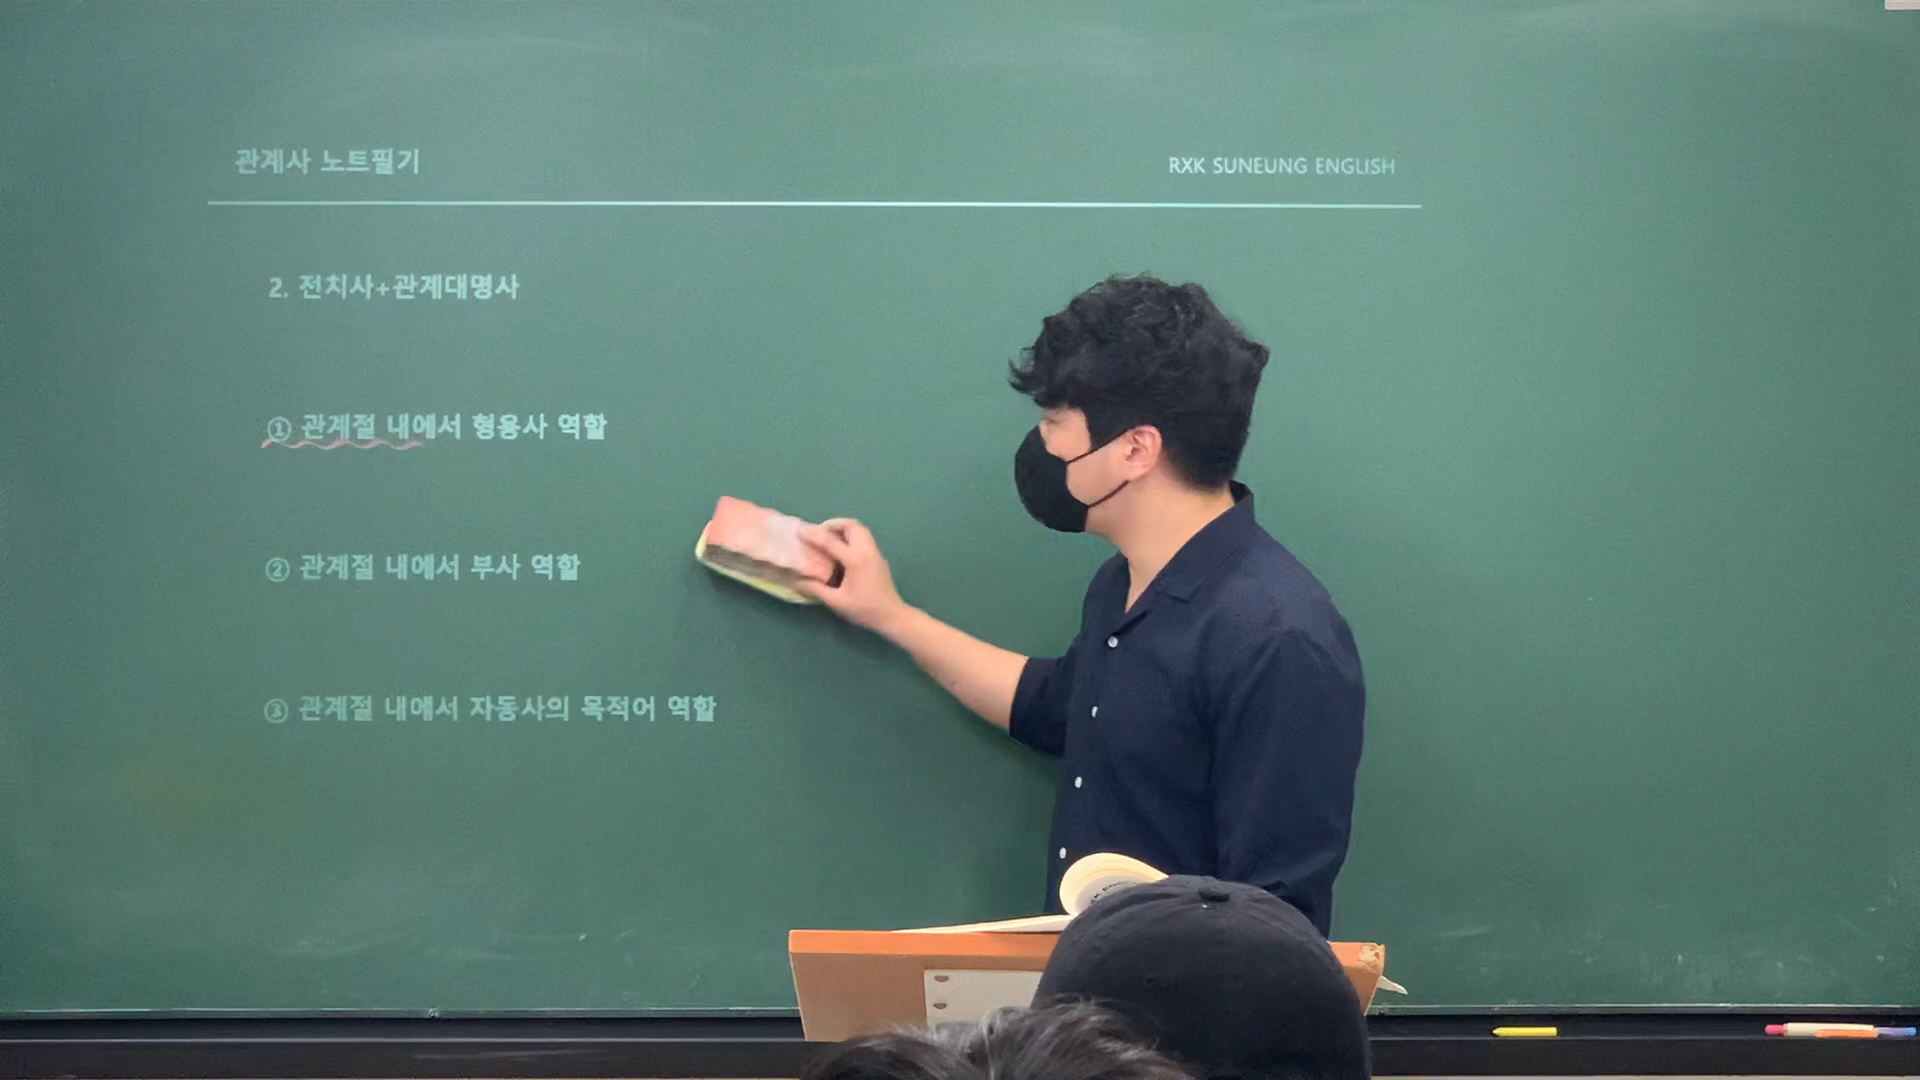 관계사 노트필기
RXK SUNEUNG ENGLISH
2. 전치사+관계대명사
① 관계절 내에서 형용사 역할
② 관계절 내에서 부사 역할
③ 관계절 내에서 자동사의 목적어 역할